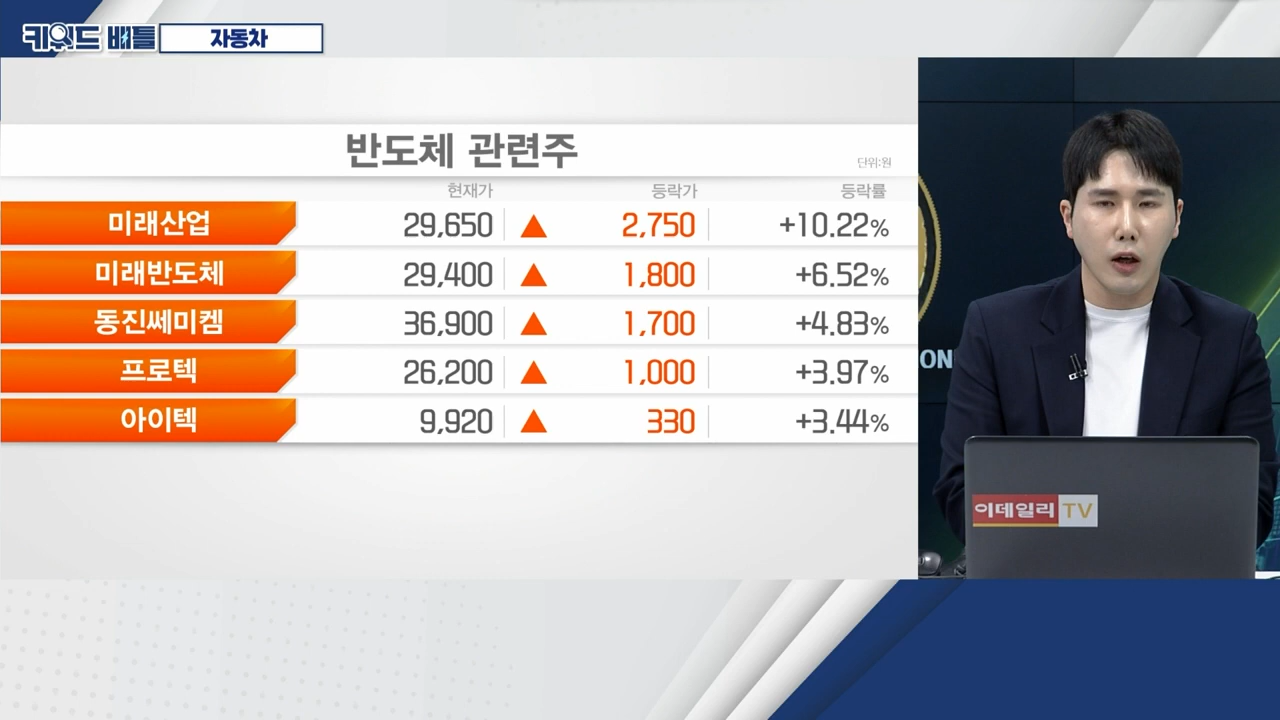 키워드 배틀 자동차
반도체 관련주
단위:원
현재가 등락가 등락률
미래산업 29,650 ▲ 2,750 +10.22%
미래반도체 29,400 ▲ 1,800 +6.52%
동진쎄미켐 36,900 ▲ 1,700 +4.83%
프로텍 26,200 ▲ 1,000 +3.97%
아이텍 9,920 ▲ 330 +3.44%
ON
이데일리TV